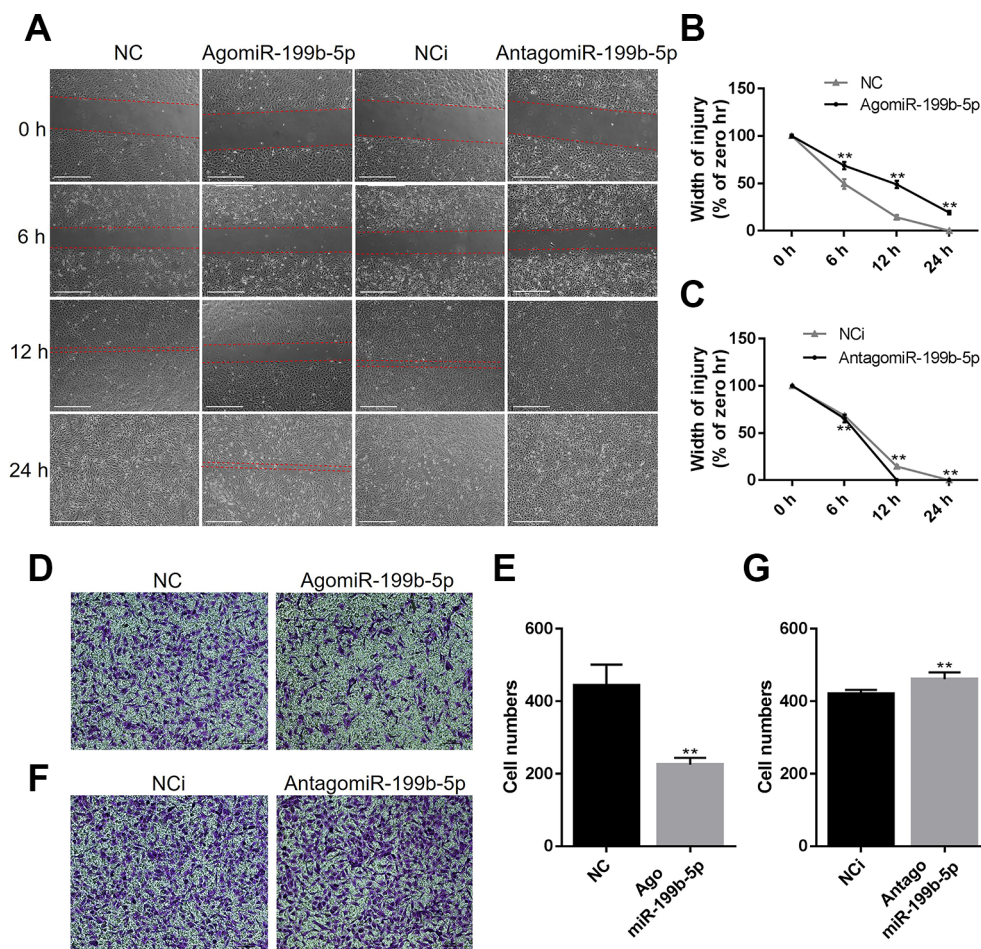 A
NC
AgomiR-199b-5p
NCi
AntagomiR-199b-5p
0 h
6 h
12 h
24 h
B
NC
AgomiR-199b-5p
Width of injury
(% of zero hr)
150
100
50
0
**
**
**
0 h
6 h
12 h
24 h
C
NCi
AntagomiR-199b-5p
Width of injury
(% of zero hr)
150
100
50
0
**
**
**
0 h
6 h
12 h
24 h
D
NC
AgomiR-199b-5p
E
Cell numbers
600
400
200
0
**
NC
Ago
miR-199b-5p
F
NCi
AntagomiR-199b-5p
G
Cell numbers
600
400
200
0
**
NCi
Antago
miR-199b-5p